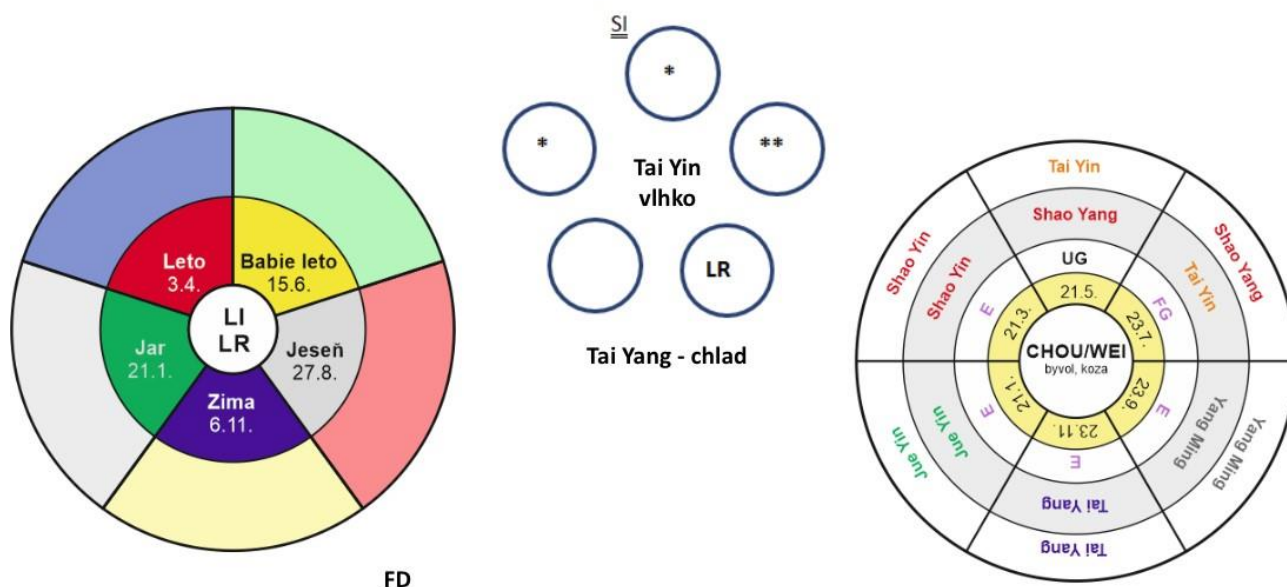 Leto
3.4.
Babie leto
15.6.
Jar
21.1.
LI
LR
Jeseň
27.8.
Zima
6.11.
FD
SI
*
*
**
Tai Yin
vlhko
LR
Tai Yang - chlad
Tai Yin
Shao Yang
UG
21.5.
Shao Yin
Shao Yin
E
21.3.
Shao Yang
Tai Yin
FG
23.7.
CHOU/WEI
byvol, koza
Jue Yin
Jue Yin
E
21.1.
Yang Ming
Yang Ming
E
23.9.
23.11.
E
Tai Yang
Tai Yang